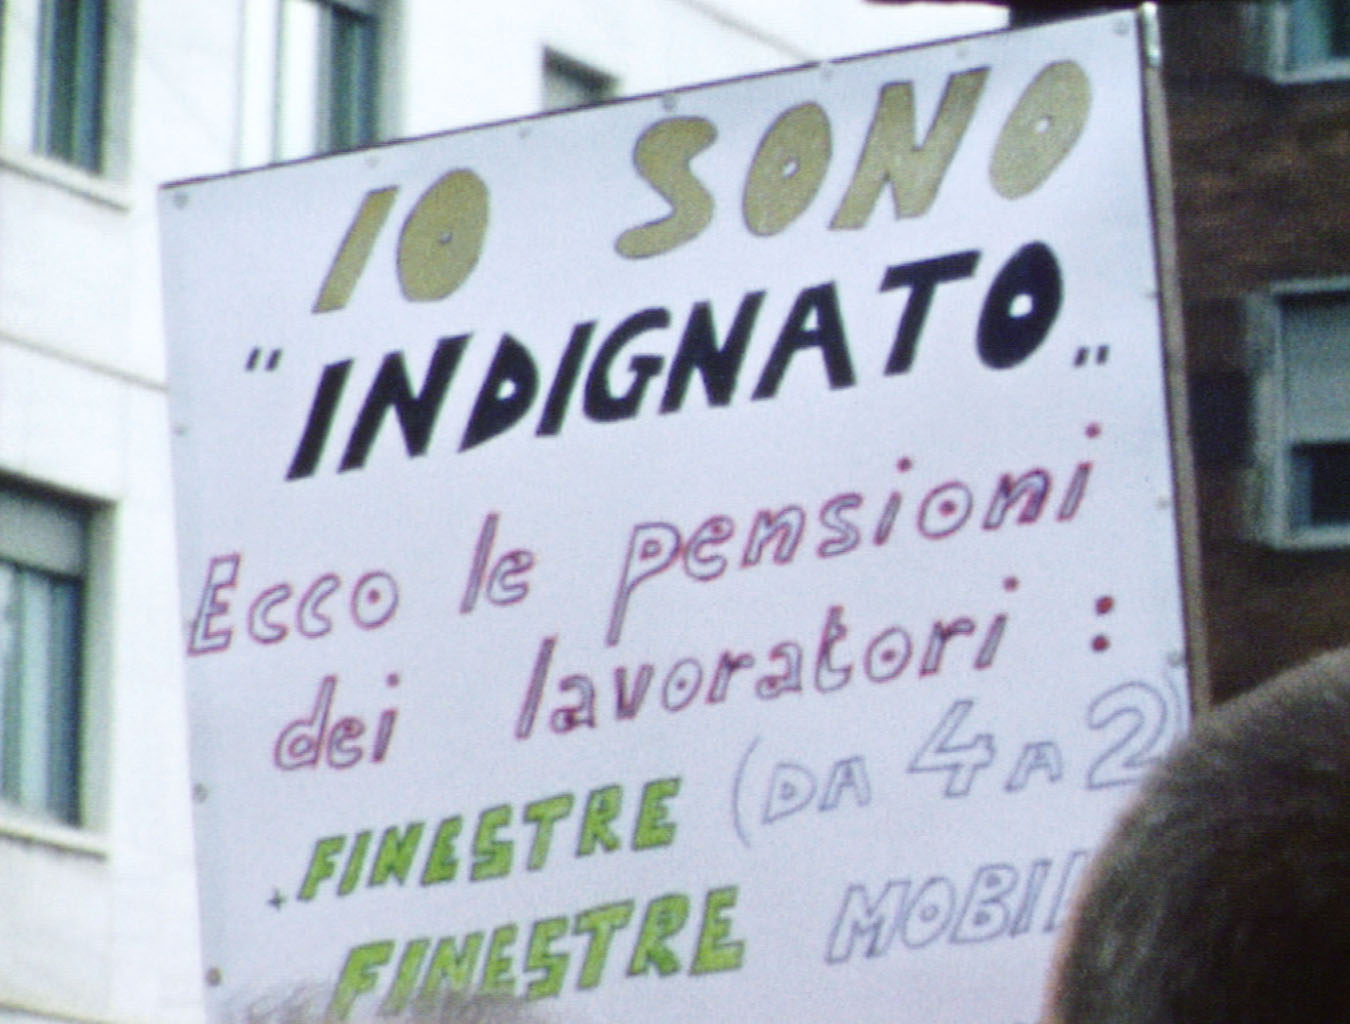 IO SONO
"INDIGNATO"
Ecco le pensioni
dei lavoratori :
+ FINESTRE (DA 4 A 2)
FINESTRE